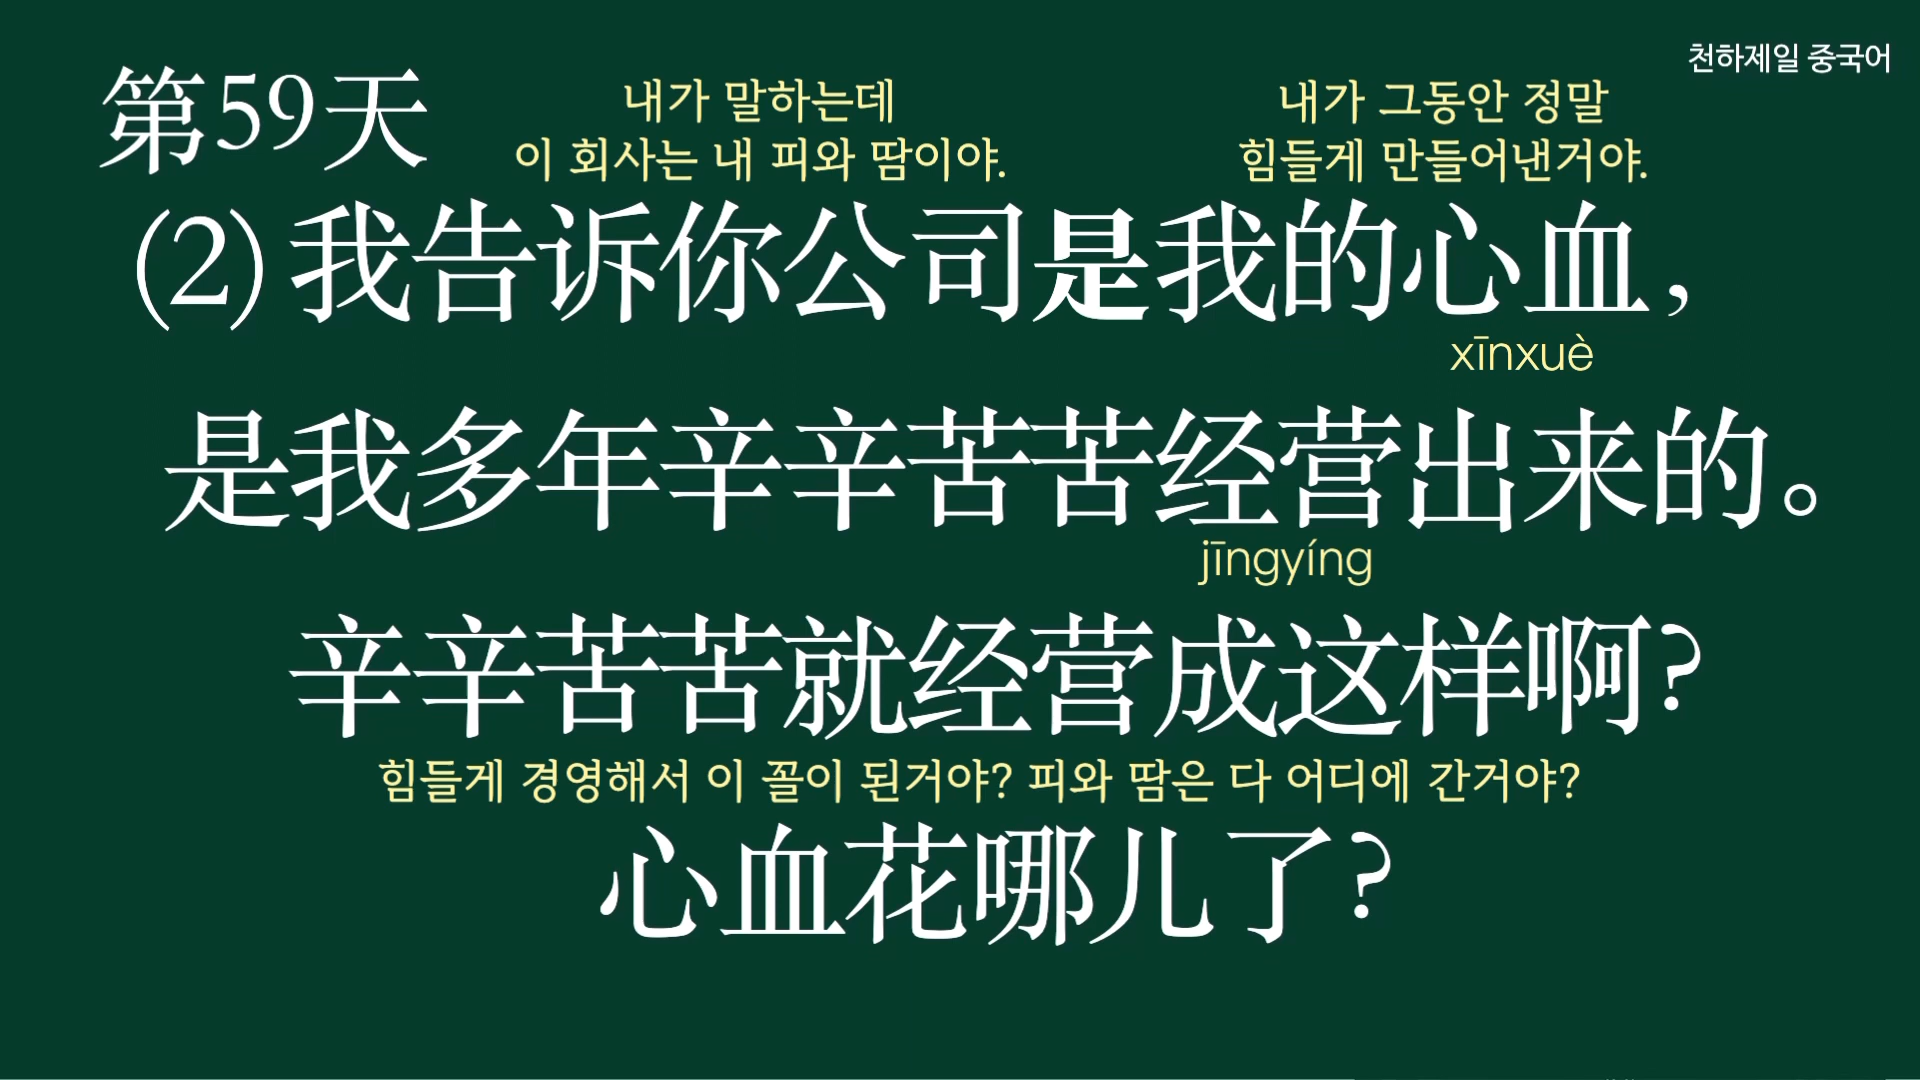 천하제일 중국어
第59天
내가 말하는데
이 회사는 내 피와 땀이야.
내가 그동안 정말
힘들게 만들어낸거야.
(2) 我告诉你公司是我的心血,
xīnxuè
是我多年辛辛苦苦经营出来的。
jīngyíng
辛辛苦苦就经营成这样啊?
힘들게 경영해서 이 꼴이 된거야? 피와 땀은 다 어디에 간거야?
心血花哪儿了?